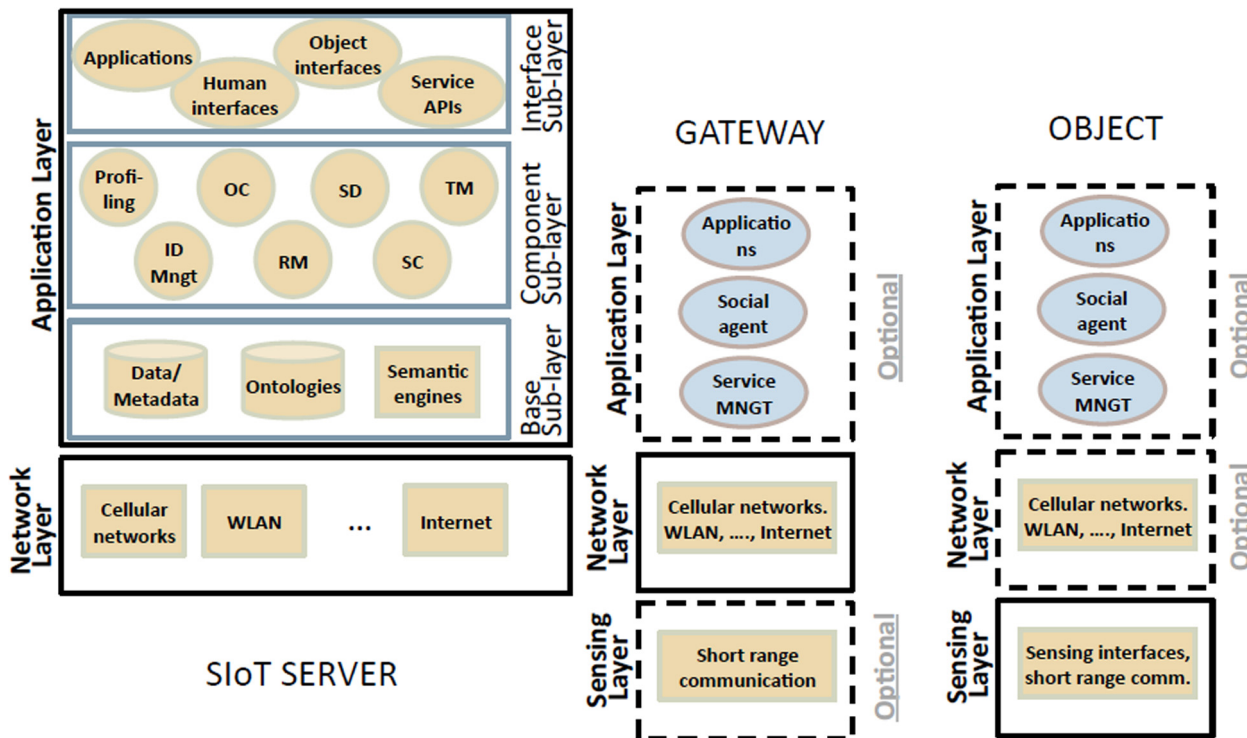 Applications
Human
interfaces
Object
interfaces
Service
APIs
Interface
Sub-layer
Profi-
ling
OC
SD
TM
ID
Mngt
RM
SC
Component
Sub-layer
Data/
Metadata
Ontologies
Semantic
engines
Base
Sub-layer
Application Layer
Cellular
networks
WLAN
...
Internet
Network
Layer
SIoT SERVER
GATEWAY
Applicatio
ns
Social
agent
Service
MNGT
Application Layer
Optional
Cellular networks.
WLAN, ...., Internet
Network
Layer
Short range
communication
Sensing
Layer
Optional
OBJECT
Applicatio
ns
Social
agent
Service
MNGT
Application Layer
Optional
Cellular networks.
WLAN, ...., Internet
Network
Layer
Optional
Sensing interfaces,
short range comm.
Sensing
Layer